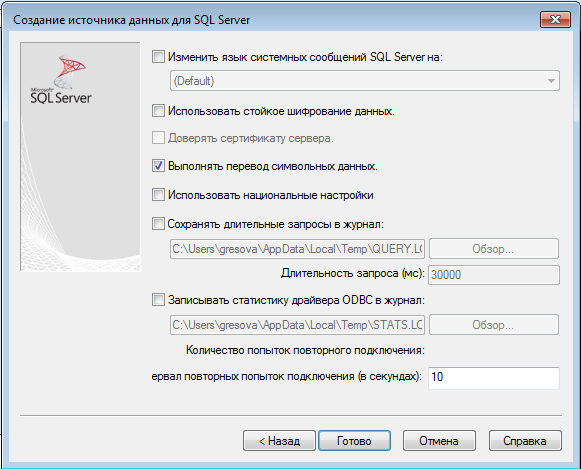 Создание источника данных для SQL Server
Microsoft
SQL Server
Изменить язык системных сообщений SQL Server на:
(Default)
Использовать стойкое шифрование данных.
Доверять сертификату сервера.
Выполнять перевод символьных данных.
Использовать национальные настройки
Сохранять длительные запросы в журнал:
C:\Users\gresova\AppData\Local\Temp\QUERY.LO Обзор...
Длительность запроса (мс): 30000
Записывать статистику драйвера ODBC в журнал:
C:\Users\gresova\AppData\Local\Temp\STATS.LO Обзор...
Количество попыток повторного подключения:
ервал повторных попыток подключения (в секундах): 10
< Назад Готово Отмена Справка